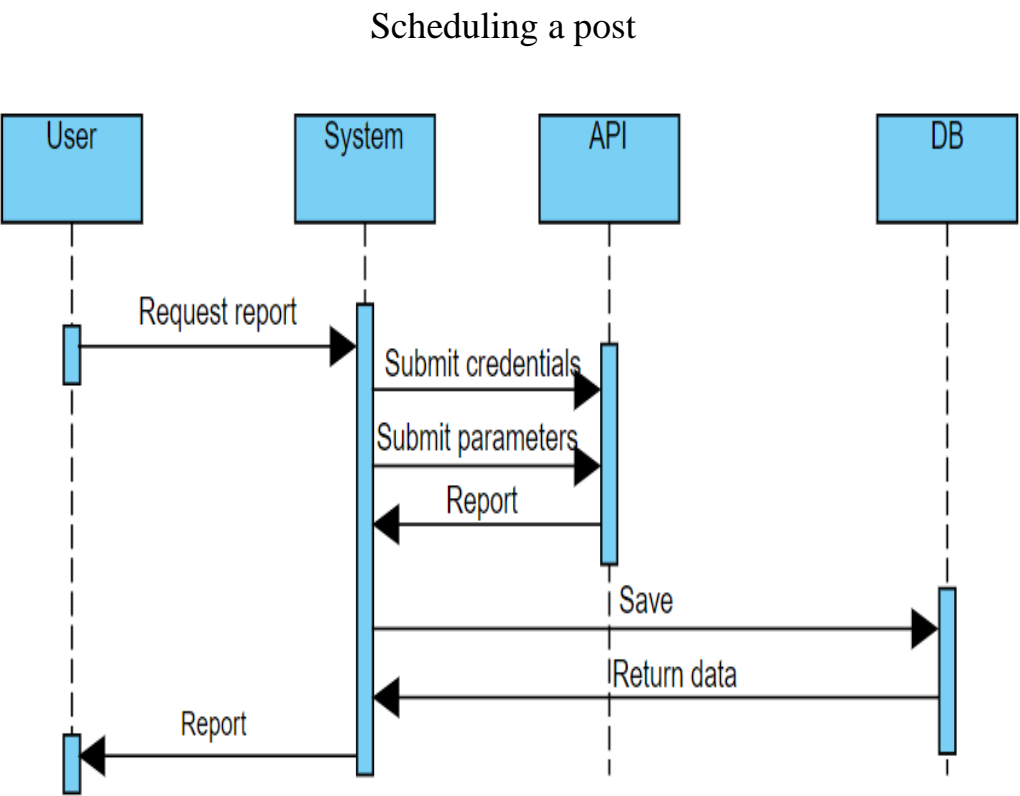 Scheduling a post
User
System
API
DB
Request report
Submit credentials
Submit parameters
Report
Save
Return data
Report